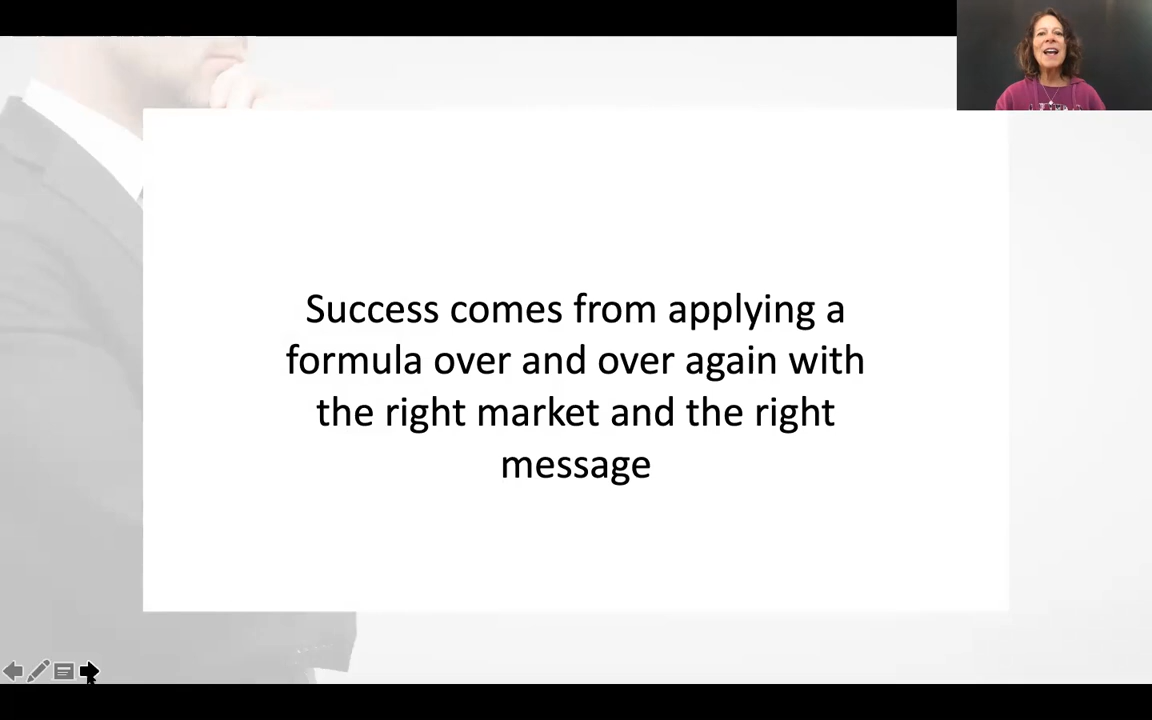 Success comes from applying a
formula over and over again with
the right market and the right
message